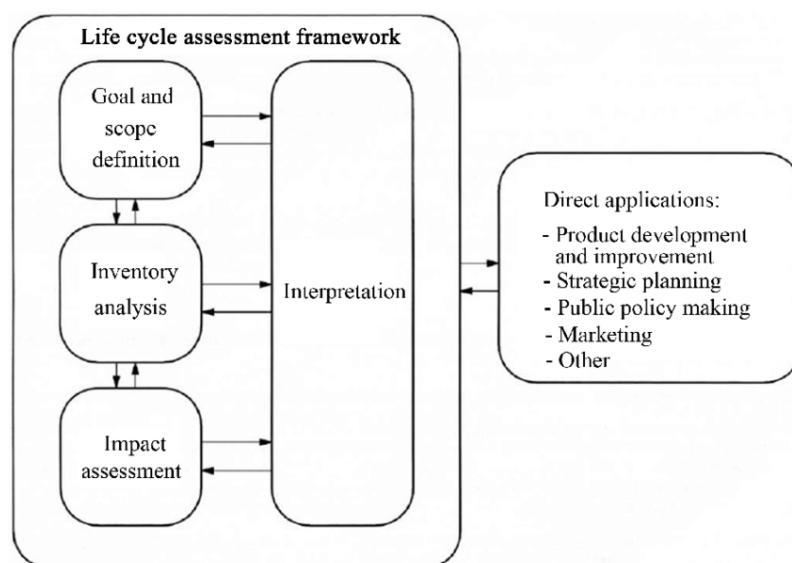 Life cycle assessment framework
Goal and
scope
definition
Inventory
analysis
Impact
assessment
Interpretation
Direct applications:
- Product development
and improvement
- Strategic planning
- Public policy making
- Marketing
- Other